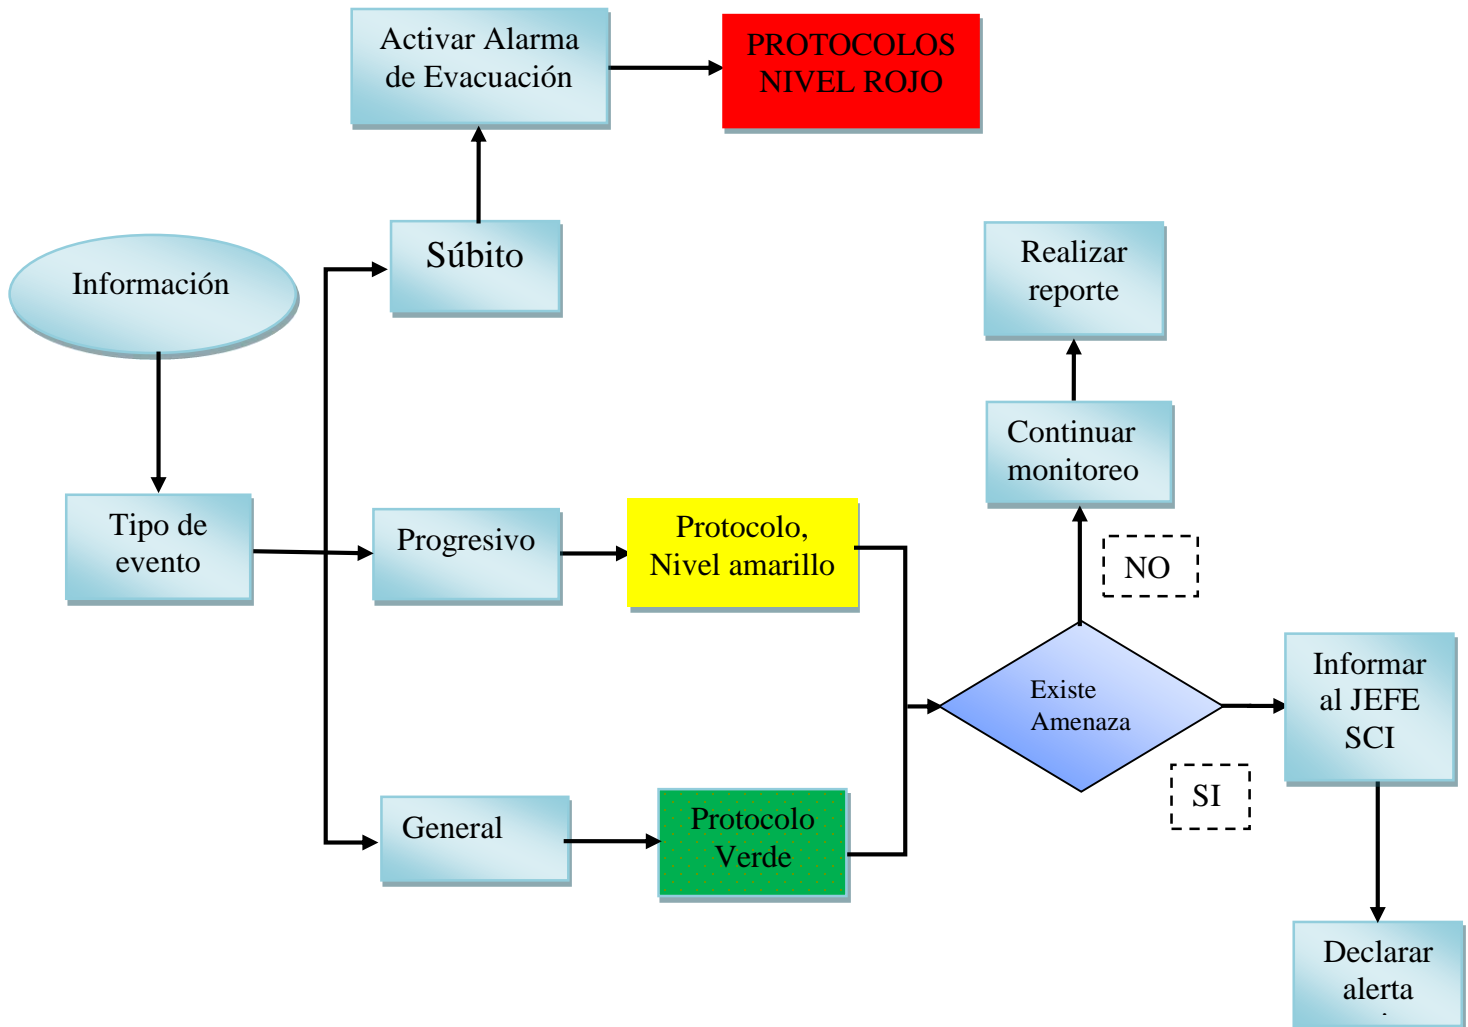 Activar Alarma
de Evacuación
PROTOCOLOS
NIVEL ROJO
Súbito
Información
Realizar
reporte
Continuar
monitoreo
Tipo de
evento
Progresivo
Protocolo,
Nivel amarillo
NO
Existe
Amenaza
Informar
al JEFE
SCI
SI
General
Protocolo
Verde
Declarar
alerta